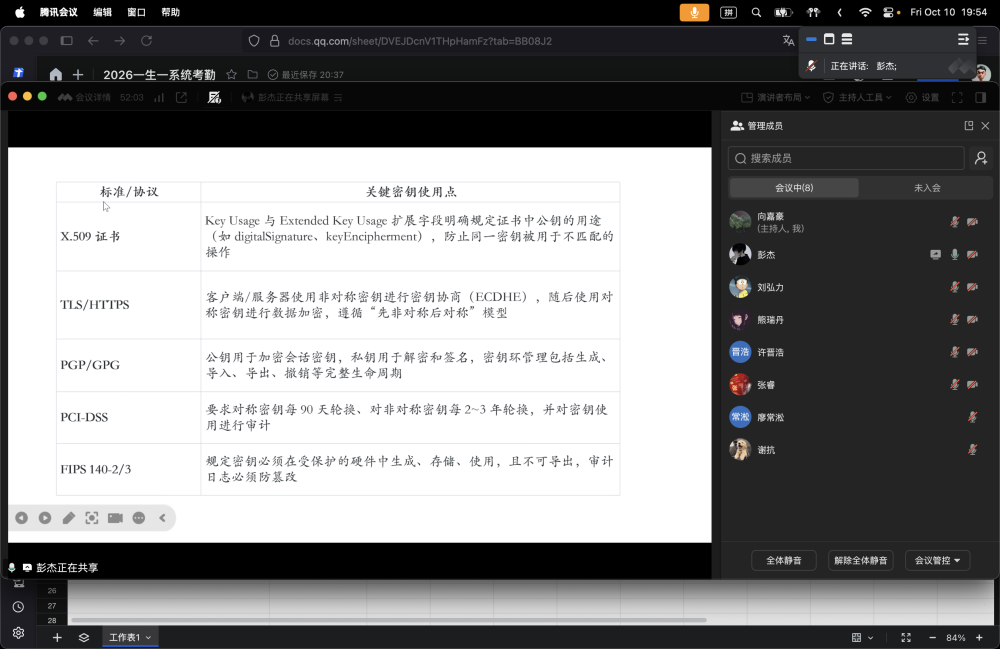 腾讯会议 编辑 窗口 帮助
拼
Fri Oct 10 19:54
docs.qq.com/sheet/DVEJDcnV1THpHamFz?tab=BB08J2
2026一生一系统考勤 最近保存 20:37
正在讲话: 彭杰;
会议详情 52:03 彭杰正在共享屏幕
演讲者布局 主持人工具 设置
标准/协议 关键密钥使用点
X.509 证书
Key Usage 与 Extended Key Usage 扩展字段明确规定证书中公钥的用途
（如 digitalSignature、keyEncipherment），防止同一密钥被用于不匹配的
操作
TLS/HTTPS
客户端/服务器使用非对称密钥进行密钥协商（ECDHE），随后使用对
称密钥进行数据加密，遵循“先非对称后对称”模型
PGP/GPG
公钥用于加密会话密钥，私钥用于解密和签名，密钥环管理包括生成、
导入、导出、撤销等完整生命周期
PCI-DSS
要求对称密钥每 90 天轮换、对非对称密钥每 2~3 年轮换，并对密钥使
用进行审计
FIPS 140-2/3
规定密钥必须在受保护的硬件中生成、存储、使用，且不可导出，审计
日志必须防篡改
彭杰正在共享
管理成员
搜索成员
会议中(8) 未入会
向嘉豪
(主持人, 我)
彭杰
刘弘力
熊瑞丹
晋浩 许晋浩
张睿
常淞 廖常淞
谢抗
全体静音 解除全体静音 会议管控
26
27
28
工作表1
84%